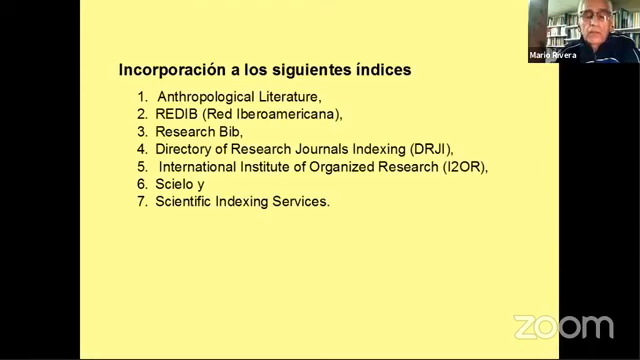 Mario Rivera
Incorporación a los siguientes índices
1. Anthropological Literature,
2. REDIB (Red Iberoamericana),
3. Research Bib,
4. Directory of Research Journals Indexing (DRJI),
5. International Institute of Organized Research (I2OR),
6. Scielo y
7. Scientific Indexing Services.
zoom